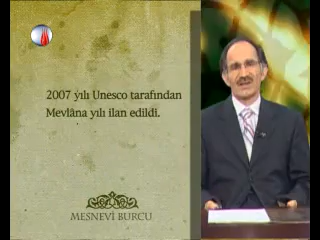 2007 yılı Unesco tarafından
Mevlâna yılı ilan edildi.
MESNEVİ BURCU